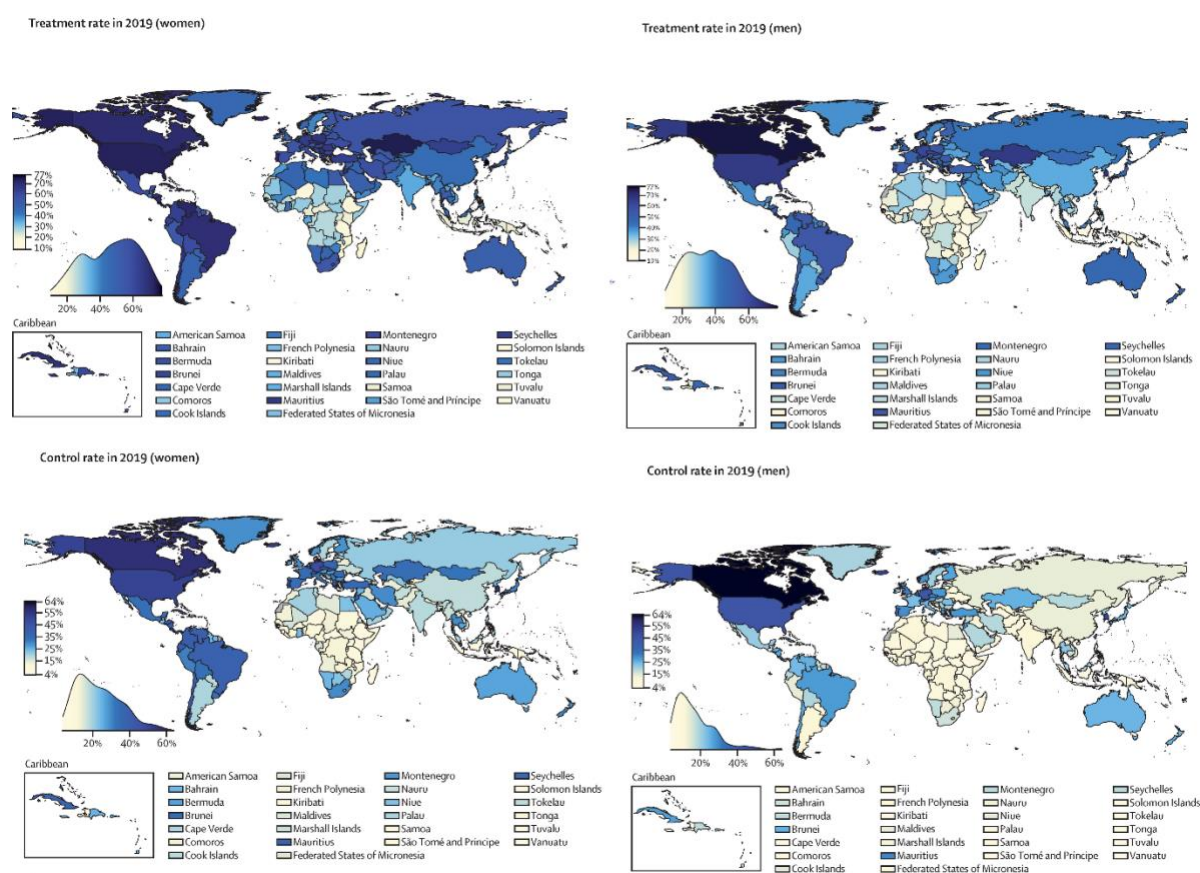 Treatment rate in 2019 (women)
77%
70%
60%
50%
40%
30%
20%
10%
20% 40% 60%
Caribbean
American Samoa Fiji Montenegro Seychelles
Bahrain French Polynesia Nauru Solomon Islands
Bermuda Kiribati Niue Tokelau
Brunei Maldives Palau Tonga
Cape Verde Marshall Islands Samoa Tuvalu
Comoros Mauritius São Tomé and Príncipe Vanuatu
Cook Islands Federated States of Micronesia
Treatment rate in 2019 (men)
77%
70%
60%
50%
40%
30%
20%
10%
20% 40% 60%
Caribbean
American Samoa Fiji Montenegro Seychelles
Bahrain French Polynesia Nauru Solomon Islands
Bermuda Kiribati Niue Tokelau
Brunei Maldives Palau Tonga
Cape Verde Marshall Islands Samoa Tuvalu
Comoros Mauritius São Tomé and Príncipe Vanuatu
Cook Islands Federated States of Micronesia
Control rate in 2019 (women)
64%
55%
45%
35%
25%
15%
4%
20% 40% 60%
Caribbean
American Samoa Fiji Montenegro Seychelles
Bahrain French Polynesia Nauru Solomon Islands
Bermuda Kiribati Niue Tokelau
Brunei Maldives Palau Tonga
Cape Verde Marshall Islands Samoa Tuvalu
Comoros Mauritius São Tomé and Príncipe Vanuatu
Cook Islands Federated States of Micronesia
Control rate in 2019 (men)
64%
55%
45%
35%
25%
15%
4%
20% 40% 60%
Caribbean
American Samoa Fiji Montenegro Seychelles
Bahrain French Polynesia Nauru Solomon Islands
Bermuda Kiribati Niue Tokelau
Brunei Maldives Palau Tonga
Cape Verde Marshall Islands Samoa Tuvalu
Comoros Mauritius São Tomé and Príncipe Vanuatu
Cook Islands Federated States of Micronesia